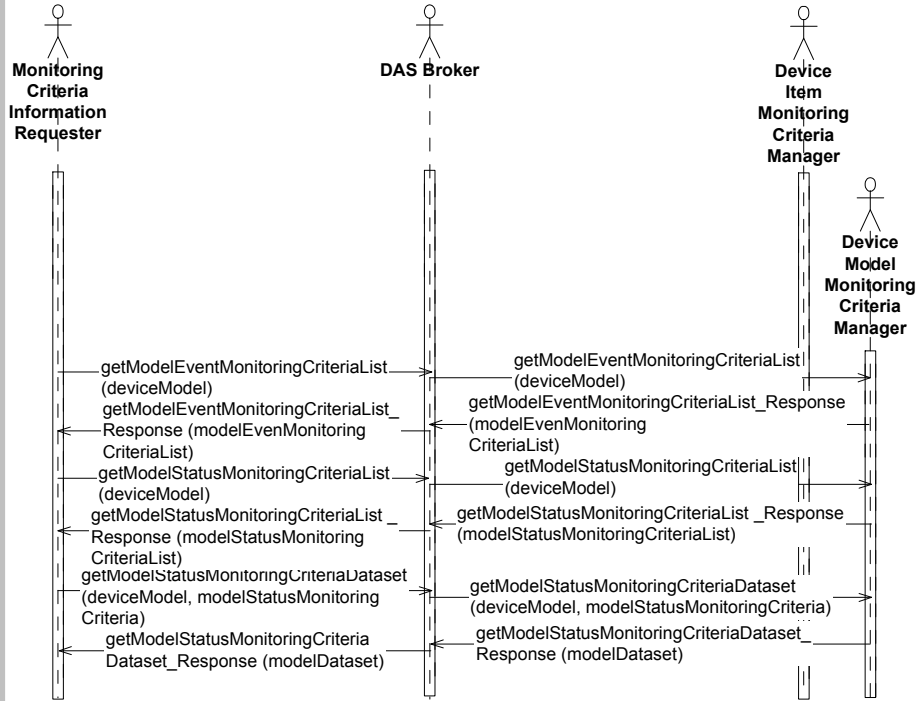 Monitoring
Criteria
Information
Requester
DAS Broker
Device
Item
Monitoring
Criteria
Manager
Device
Model
Monitoring
Criteria
Manager
getModelEventMonitoringCriteriaList
(deviceModel)
getModelEventMonitoringCriteriaList
(deviceModel)
getModelEventMonitoringCriteriaList_Response
(modelEvenMonitoring
CriteriaList)
getModelEventMonitoringCriteriaList_
Response (modelEvenMonitoring
CriteriaList)
getModelStatusMonitoringCriteriaList
(deviceModel)
getModelStatusMonitoringCriteriaList
(deviceModel)
getModelStatusMonitoringCriteriaList _Response
(modelStatusMonitoringCriteriaList)
getModelStatusMonitoringCriteriaList _
Response (modelStatusMonitoring
CriteriaList)
getModelStatusMonitoringCriteriaDataset
(deviceModel, modelStatusMonitoring
Criteria)
getModelStatusMonitoringCriteriaDataset
(deviceModel, modelStatusMonitoringCriteria)
getModelStatusMonitoringCriteriaDataset_
Response (modelDataset)
getModelStatusMonitoringCriteria
Dataset_Response (modelDataset)